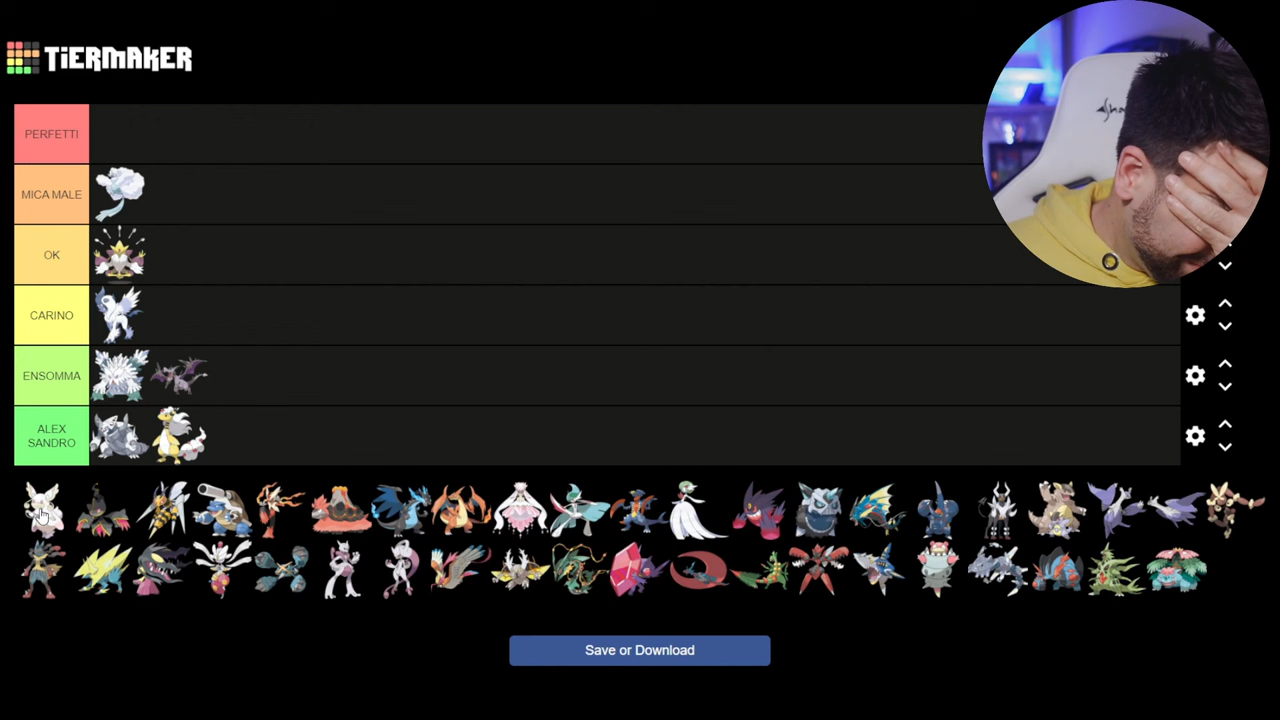 TiERMAKER
PERFETTI
MICA MALE
OK
CARINO
ENSOMMA
ALEX
SANDRO
Save or Download